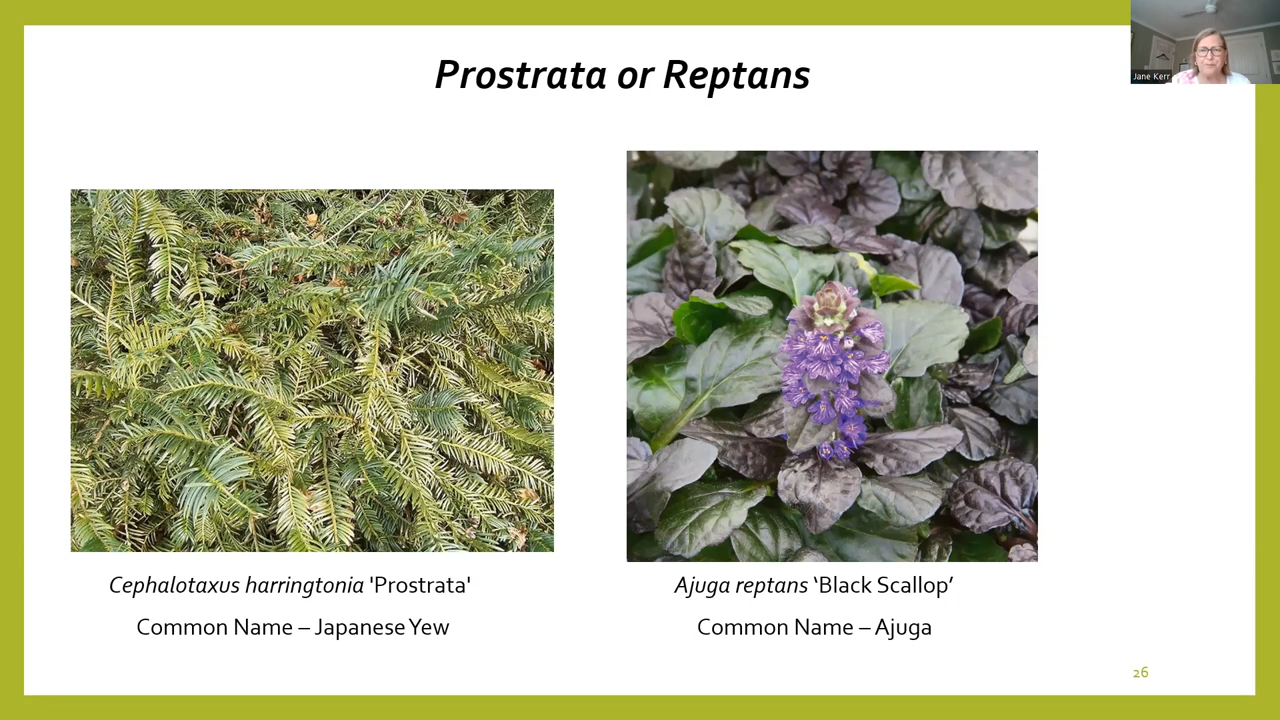 Prostrata or Reptans
Jane Kerr
Cephalotaxus harringtonia 'Prostrata'
Common Name – Japanese Yew
Ajuga reptans ‘Black Scallop’
Common Name – Ajuga
26